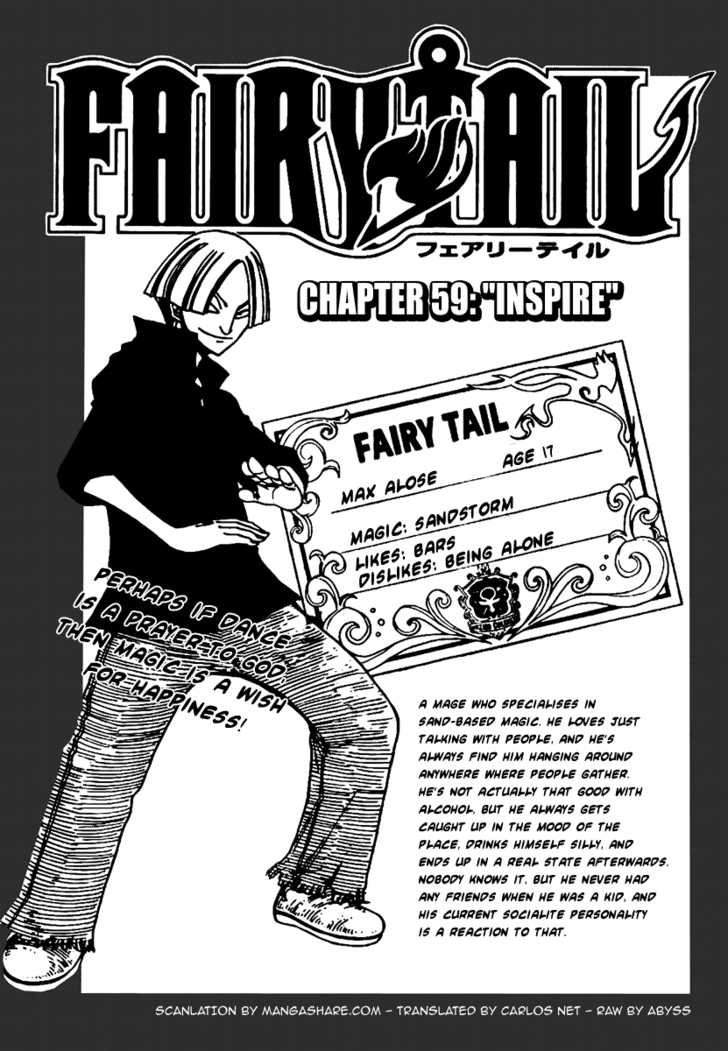 FAIRY TAIL
フェアリーテイル
CHAPTER 59: "INSPIRE"
FAIRY TAIL
MAX ALOSE AGE 17
MAGIC: SANDSTORM
LIKES: BARS
DISLIKES: BEING ALONE
PERHAPS IF DANCE
IS A PRAYER TO GOD,
THEN MAGIC IS A WISH
FOR HAPPINESS!
A MAGE WHO SPECIALISES IN
SAND-BASED MAGIC. HE LOVES JUST
TALKING WITH PEOPLE, AND HE'S
ALWAYS FIND HIM HANGING AROUND
ANYWHERE WHERE PEOPLE GATHER.
HE'S NOT ACTUALLY THAT GOOD WITH
ALCOHOL, BUT HE ALWAYS GETS
CAUGHT UP IN THE MOOD OF THE
PLACE, DRINKS HIMSELF SILLY, AND
ENDS UP IN A REAL STATE AFTERWARDS.
NOBODY KNOWS IT, BUT HE NEVER HAD
ANY FRIENDS WHEN HE WAS A KID, AND
HIS CURRENT SOCIALITE PERSONALITY
IS A REACTION TO THAT.
SCANLATION BY MANGASHARE.COM – TRANSLATED BY CARLOS NET – RAW BY ABYSS